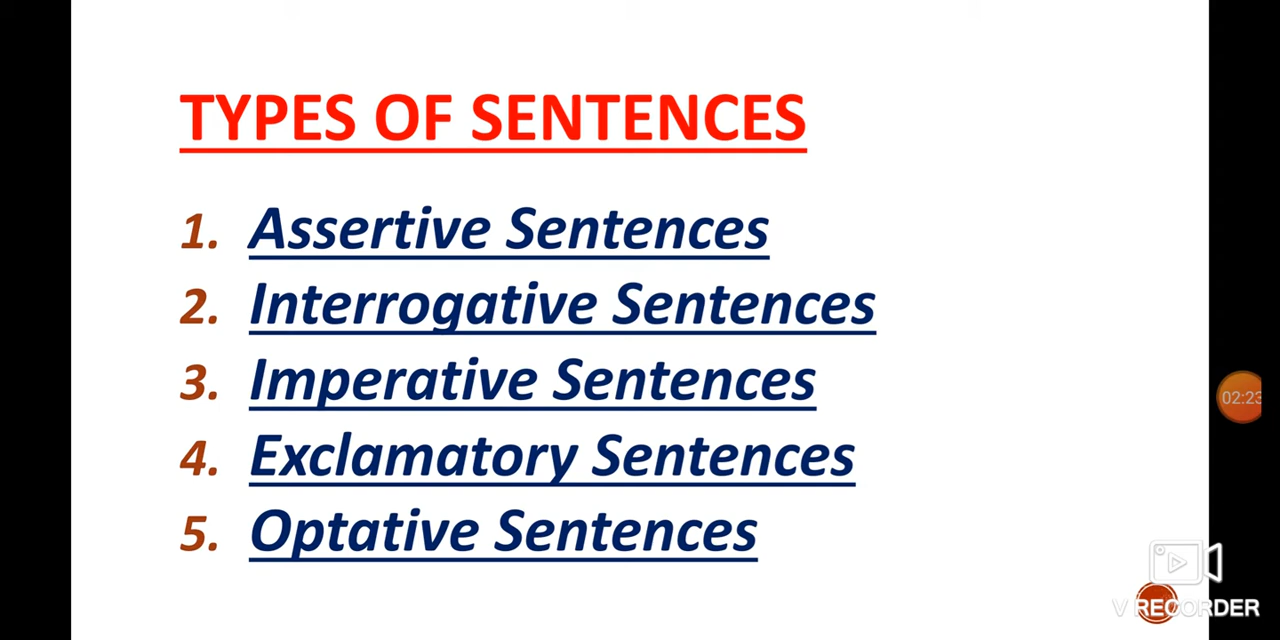 TYPES OF SENTENCES
1. Assertive Sentences
2. Interrogative Sentences
3. Imperative Sentences
4. Exclamatory Sentences
5. Optative Sentences
02:23
V RECORDER